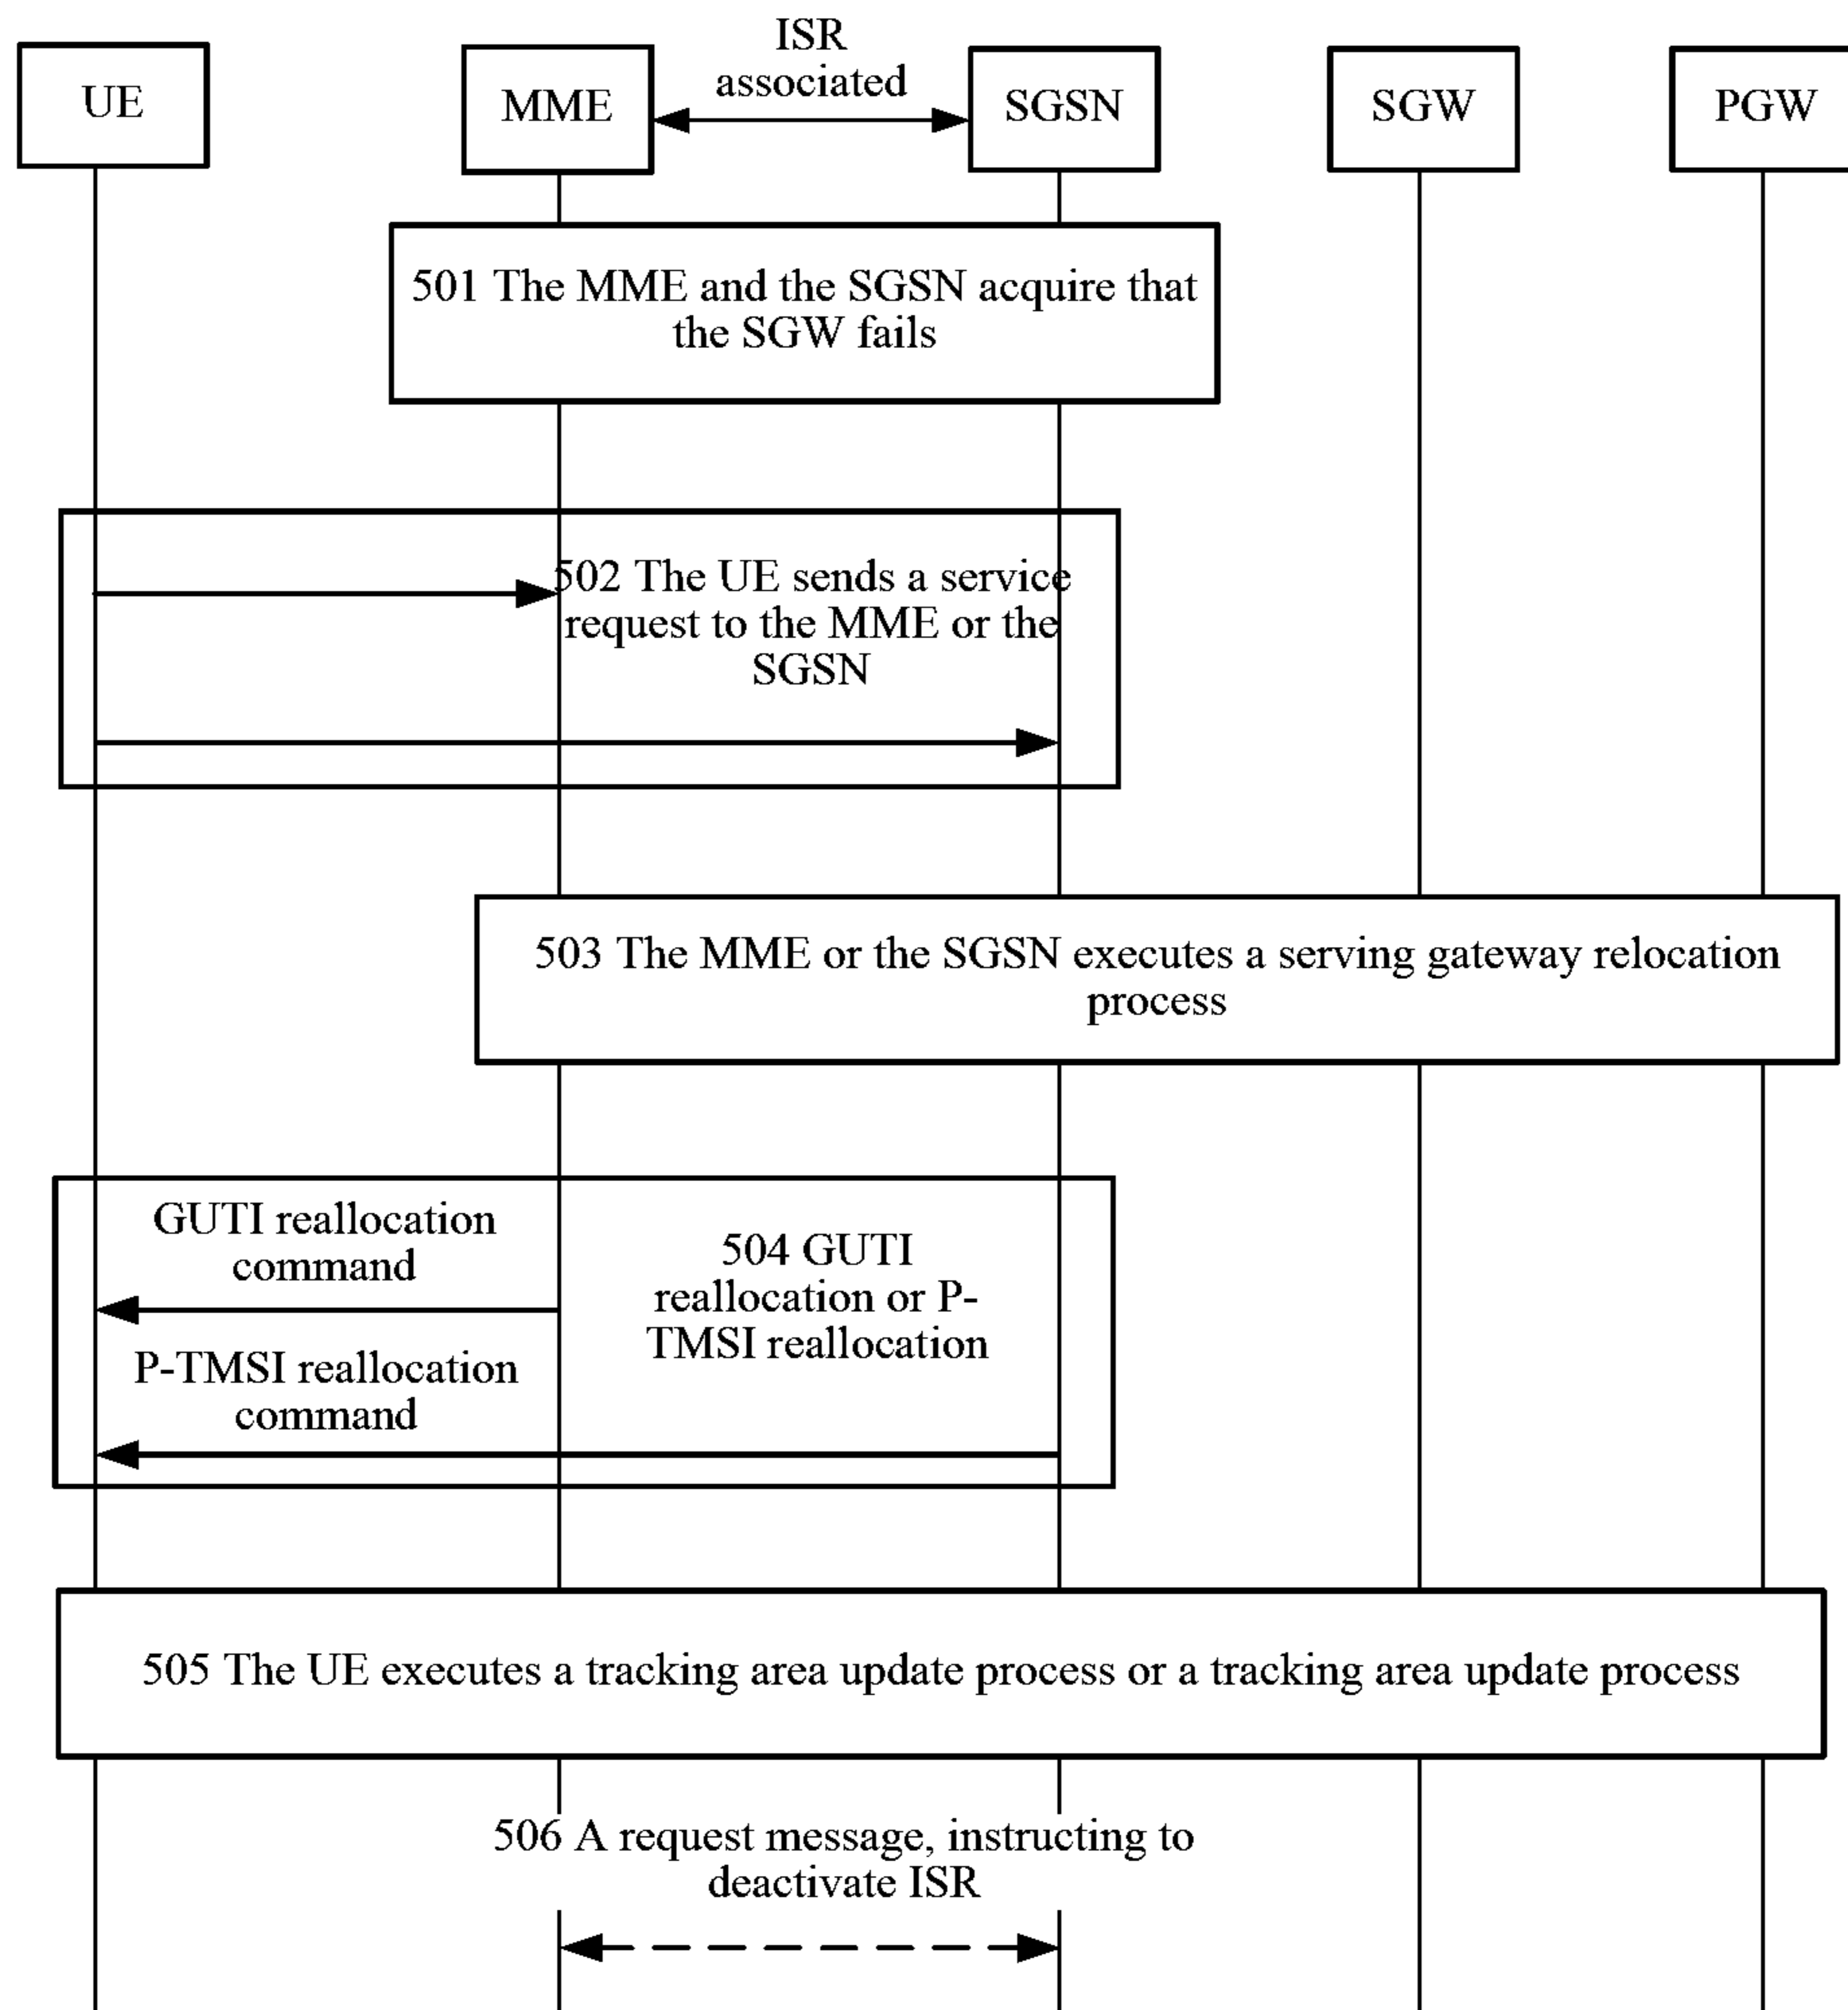 ISR
associated
UE
MME
SGSN
SGW
PGW
501 The MME and the SGSN acquire that
the SGW fails
502 The UE sends a service
request to the MME or the
SGSN
503 The MME or the SGSN executes a serving gateway relocation
process
GUTI reallocation
command
504 GUTI
reallocation or P-
TMSI reallocation
P-TMSI reallocation
command
505 The UE executes a tracking area update process or a tracking area update process
506 A request message, instructing to
deactivate ISR